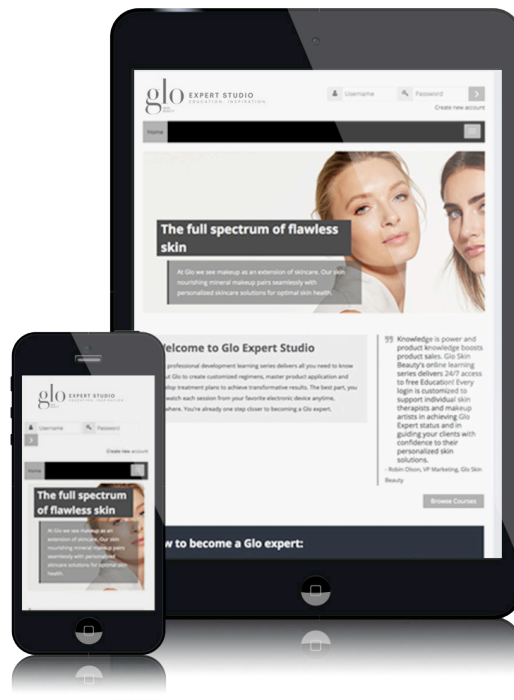 glo EXPERT STUDIO
EDUCATION. INSPIRATION
SKIN
BEAUTY
Username
Password
Create new account
Home
The full spectrum of flawless
skin
At Glo we see makeup as an extension of skincare. Our skin
nourishing mineral makeup pairs seamlessly with
personalized skincare solutions for optimal skin health.
elcome to Glo Expert Studio
professional development learning series delivers all you need to know
ut Glo to create customized regimens, master product application and
lop treatment plans to achieve transformative results. The best part, you
watch each session from your favorite electronic device anytime,
where. You're already one step closer to becoming a Glo expert.
Knowledge is power and
product knowledge boosts
product sales. Glo Skin
Beauty's online learning
series delivers 24/7 access
to free Education! Every
login is customized to
support individual skin
therapists and makeup
artists in achieving Glo
Expert status and in
guiding your clients with
confidence to their
personalized skin
solutions.
- Robin Olson, VP Marketing, Glo Skin
Beauty
Browse Courses
w to become a Glo expert:
glo EXPERT STUDIO
EDUCATION. INSPIRATION
Username
Password
Create new account
Home
The full spectrum
of flawless skin
At Glo we see makeup as an
extension of skincare. Our skin
nourishing mineral makeup pairs
seamlessly with personalized
skincare solutions for optimal skin
health.